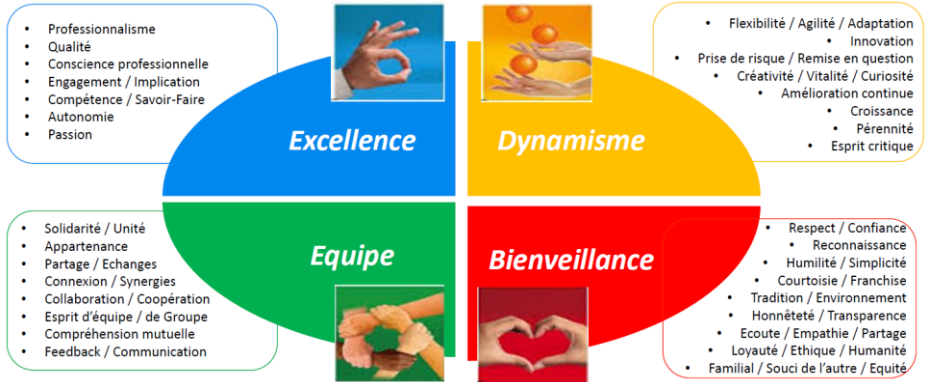 • Professionalisme
• Qualité
• Conscience professionnelle
• Engagement / Implication
• Compétence / Savoir-Faire
• Autonomie
• Passion
Excellence
Dynamisme
• Flexibilité / Agilité / Adaptation
• Innovation
• Prise de risque / Remise en question
• Créativité / Vitalité / Curiosité
• Amélioration continue
• Croissance
• Pérennité
• Esprit critique
• Solidarité / Unité
• Appartenance
• Partage / Echanges
• Connexion / Synergies
• Collaboration / Coopération
• Esprit d'équipe / de Groupe
• Compréhension mutuelle
• Feedback / Communication
Equipe
Bienveillance
• Respect / Confiance
• Reconnaissance
• Humilité / Simplicité
• Courtoisie / Franchise
• Tradition / Environnement
• Honnêteté / Transparence
• Ecoute / Empathie / Partage
• Loyauté / Ethique / Humanité
• Familial / Souci de l'autre / Equité